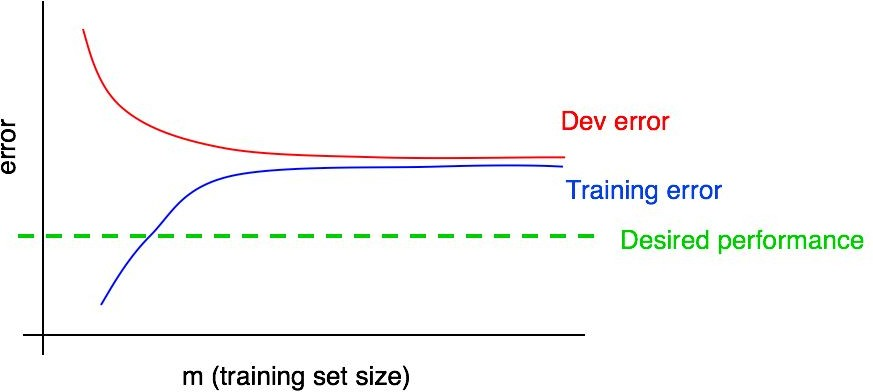 error
Dev error
Training error
Desired performance
m (training set size)